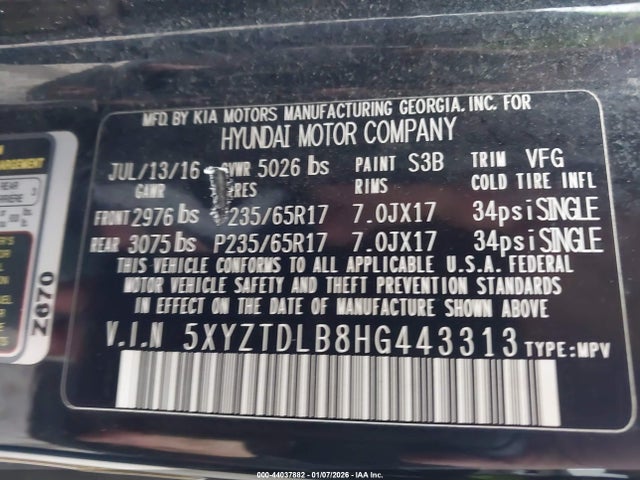 MFD. BY KIA MOTORS MANUFACTURING GEORGIA, INC. FOR
HYUNDAI MOTOR COMPANY
JUL/13/16 GVWR 5026 lbs PAINT S3B TRIM VFG
GAWR TIRES RIMS COLD TIRE INFL
FRONT 2976 lbs P235/65R17 7.0JX17 34psi SINGLE
REAR 3075 lbs P235/65R17 7.0JX17 34psi SINGLE
THIS VEHICLE CONFORMS TO ALL APPLICABLE U.S.A. FEDERAL
MOTOR VEHICLE SAFETY AND THEFT PREVENTION STANDARDS
IN EFFECT ON THE DATE OF MANUFACTURE SHOWN ABOVE.
V.I.N 5XYZTDLB8HG443313 TYPE:MPV
REAR
Z670
000-44037882 - 01/07/2026 - IAA Inc.